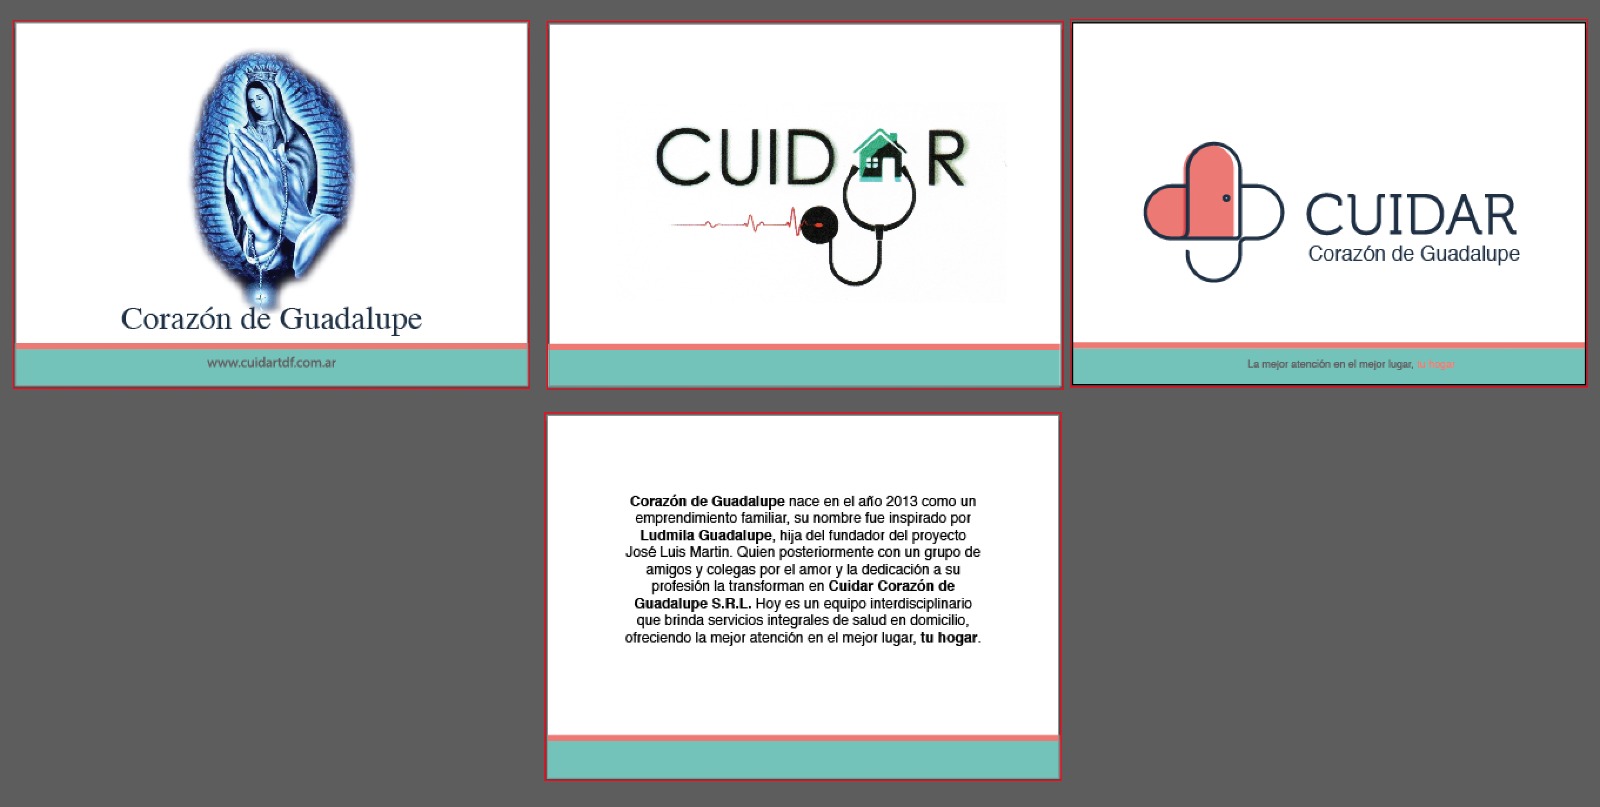 Corazón de Guadalupe
www.cuidartdf.com.ar
CUIDAR
CUIDAR
Corazón de Guadalupe
La mejor atención en el mejor lugar, tu hogar
Corazón de Guadalupe nace en el año 2013 como un
emprendimiento familiar, su nombre fue inspirado por
Ludmila Guadalupe, hija del fundador del proyecto
José Luis Martin. Quien posteriormente con un grupo de
amigos y colegas por el amor y la dedicación a su
profesión la transforman en Cuidar Corazón de
Guadalupe S.R.L. Hoy es un equipo interdisciplinario
que brinda servicios integrales de salud en domicilio,
ofreciendo la mejor atención en el mejor lugar, tu hogar.